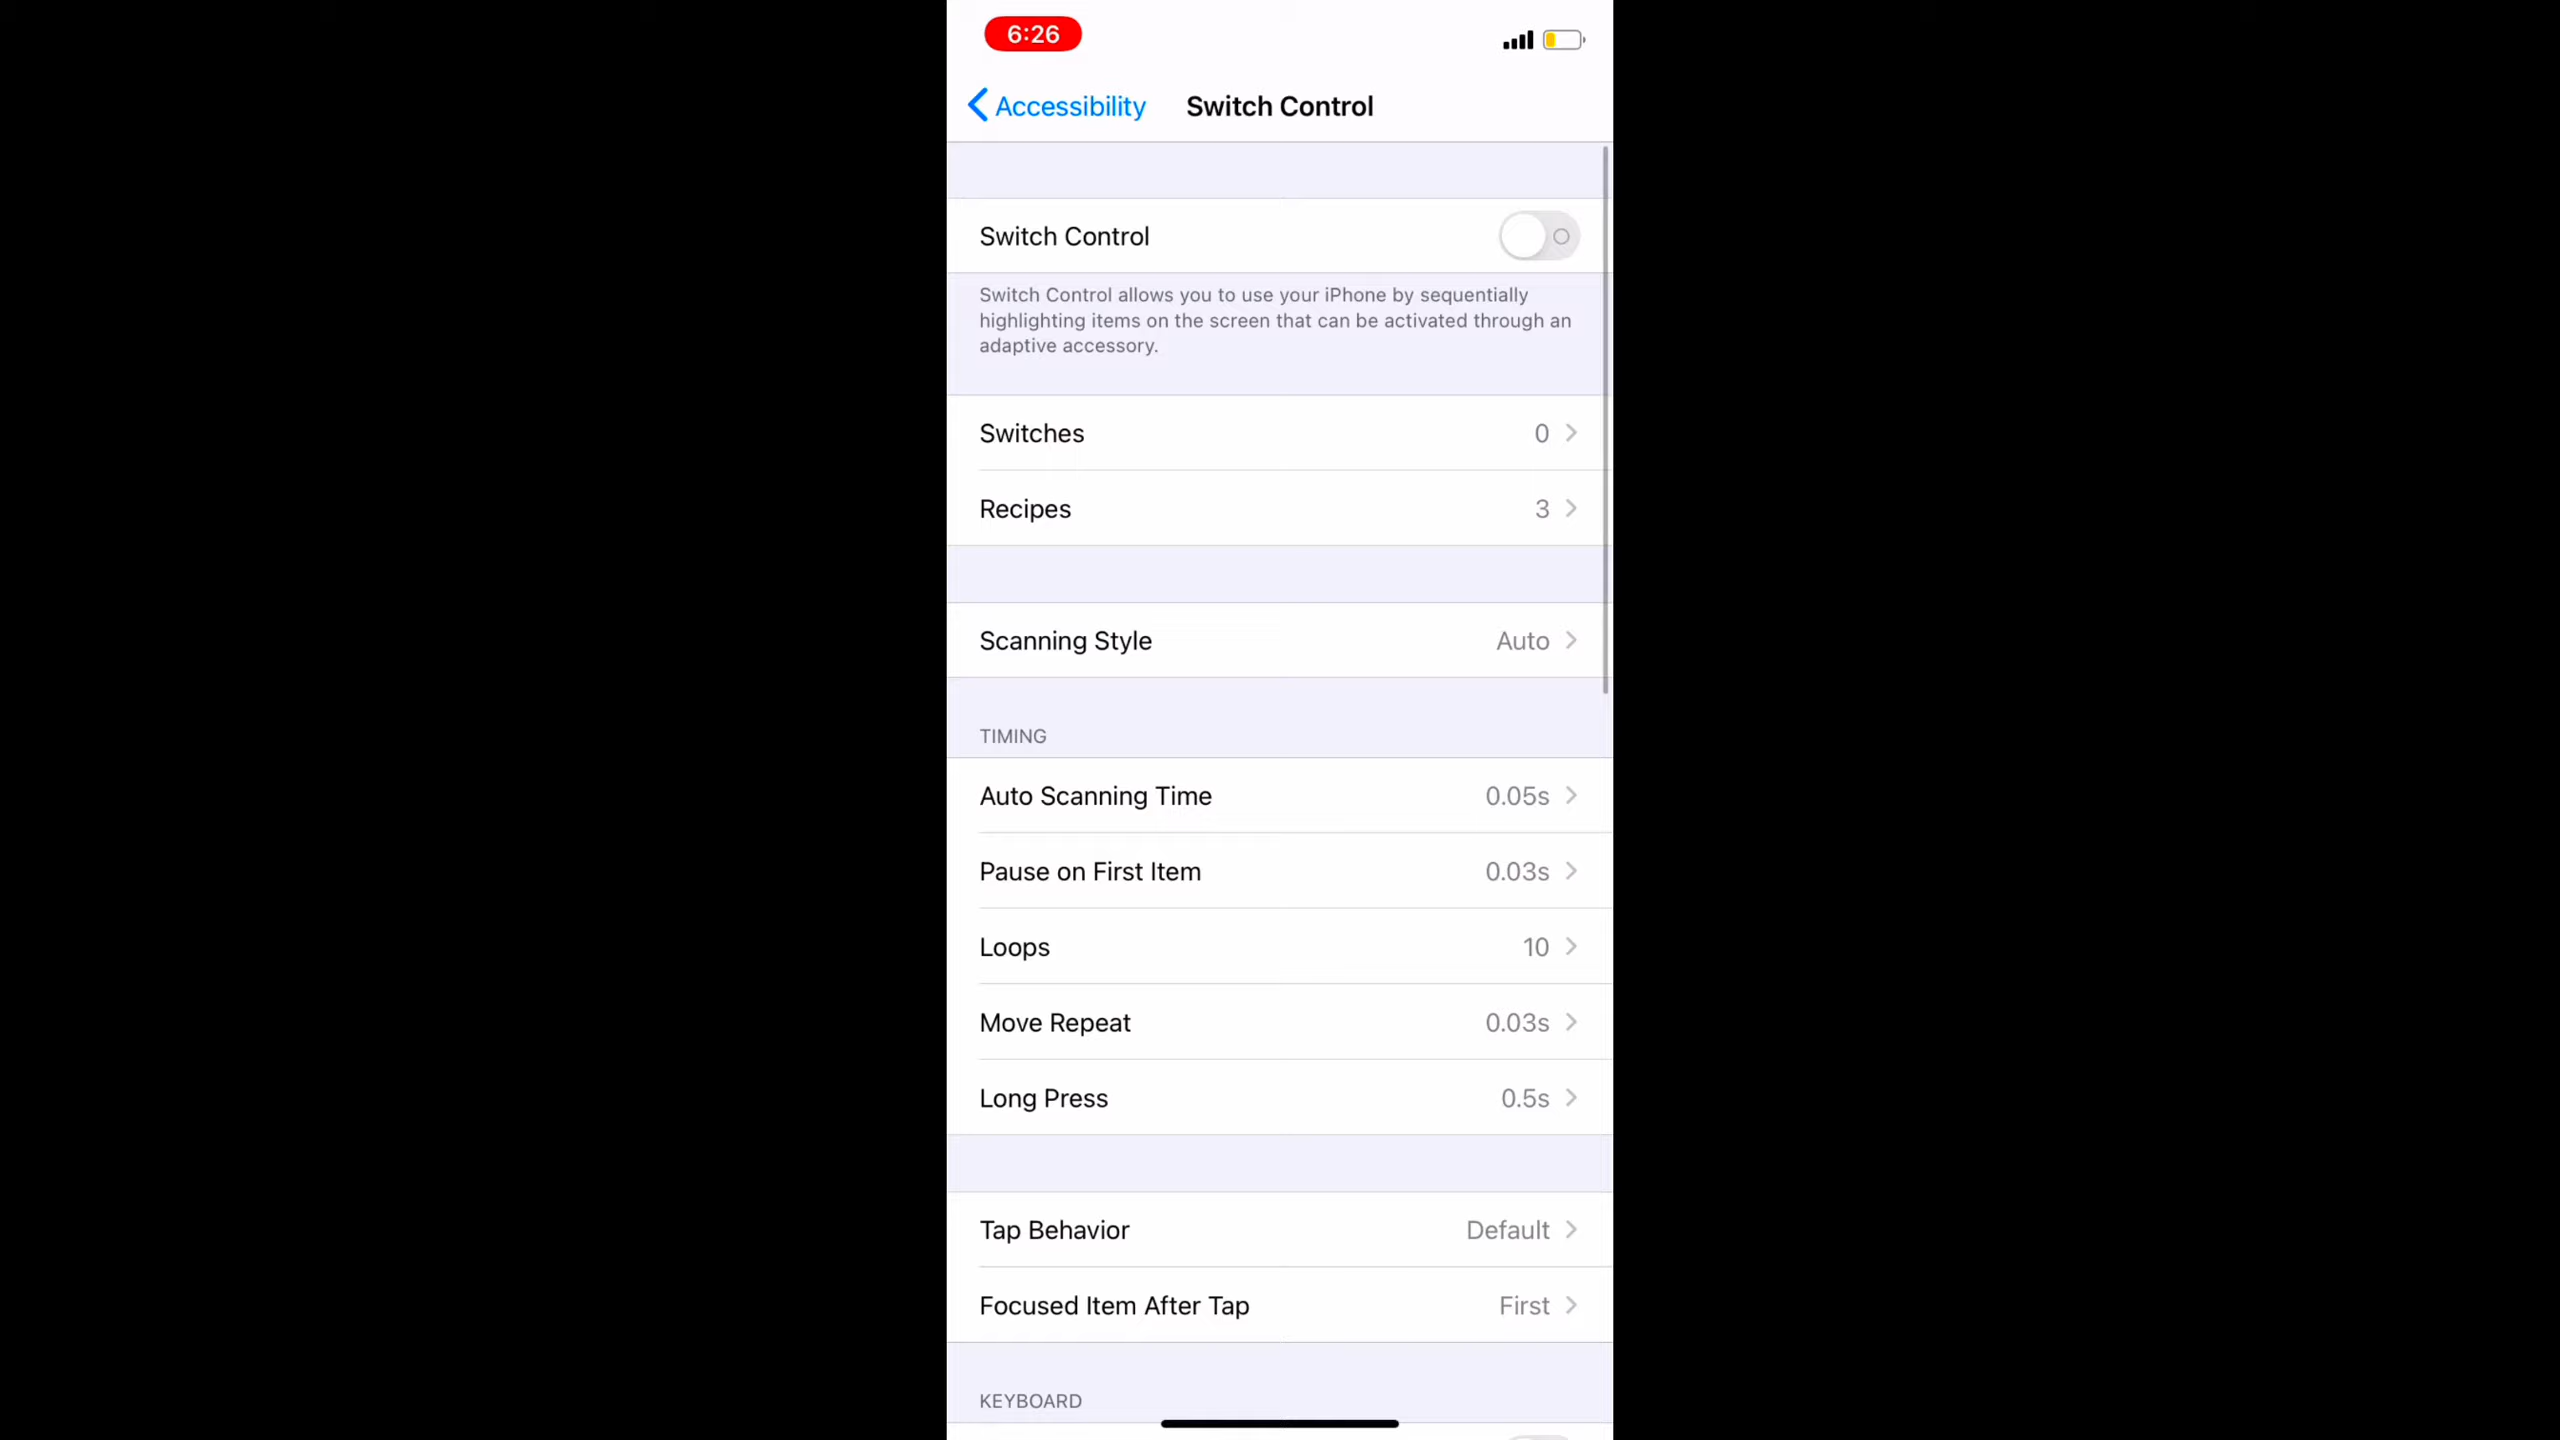 6:26
Accessibility
Switch Control
Switch Control
Switch Control allows you to use your iPhone by sequentially
highlighting items on the screen that can be activated through an
adaptive accessory.
Switches 0
Recipes 3
Scanning Style Auto
TIMING
Auto Scanning Time 0.05s
Pause on First Item 0.03s
Loops 10
Move Repeat 0.03s
Long Press 0.5s
Tap Behavior Default
Focused Item After Tap First
KEYBOARD